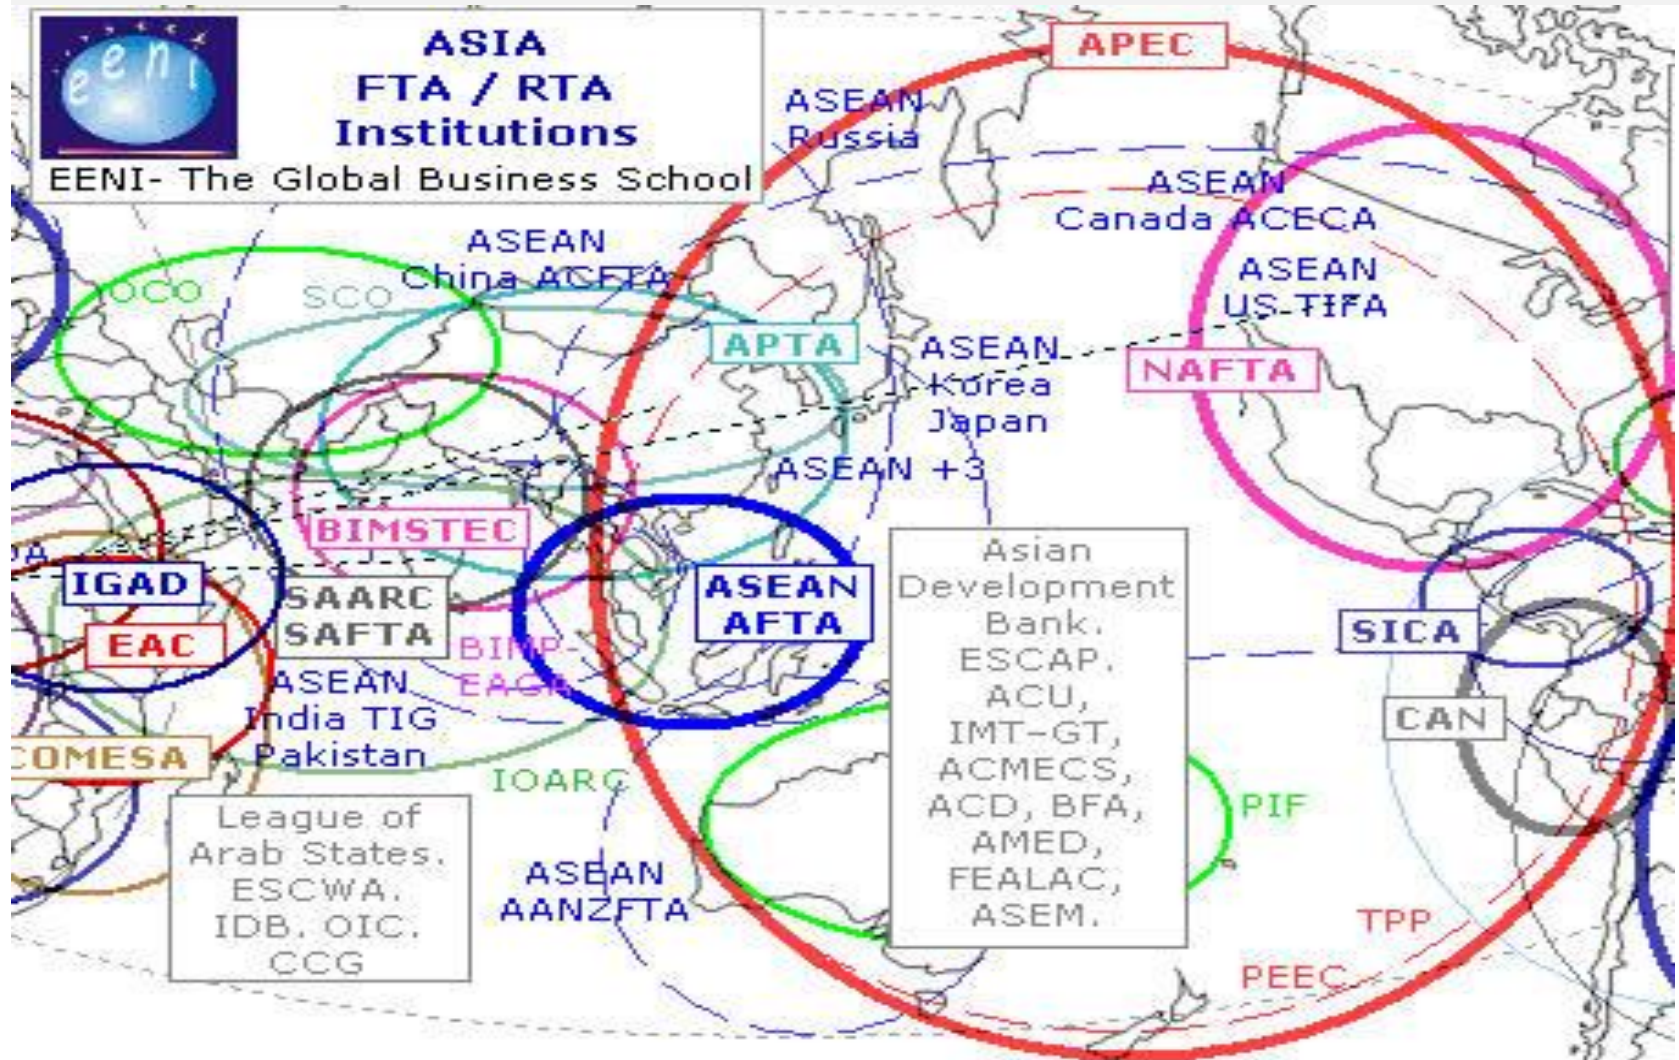 eeni
ASIA
FTA / RTA
Institutions
EENI- The Global Business School
APEC
ASEAN
Russia
ASEAN
Canada ACECA
ASEAN
China ACFTA
ASEAN
US TIFA
OCO
SCO
APTA
ASEAN
Korea
Japan
NAFTA
ASEAN +3
BIMSTEC
IGAD
SAARC
SAFTA
ASEAN
AFTA
Asian
Development
Bank.
ESCAP.
ACU,
IMT-GT,
ACMECS,
ACD, BFA,
AMED,
FEALAC,
ASEM.
SICA
EAC
BIMP-
EAGA
ASEAN
India TIG
Pakistan
CAN
COMESA
IOARC
PIF
League of
Arab States.
ESCWA.
IDB. OIC.
CCG
ASEAN
AANZFTA
TPP
PEEC